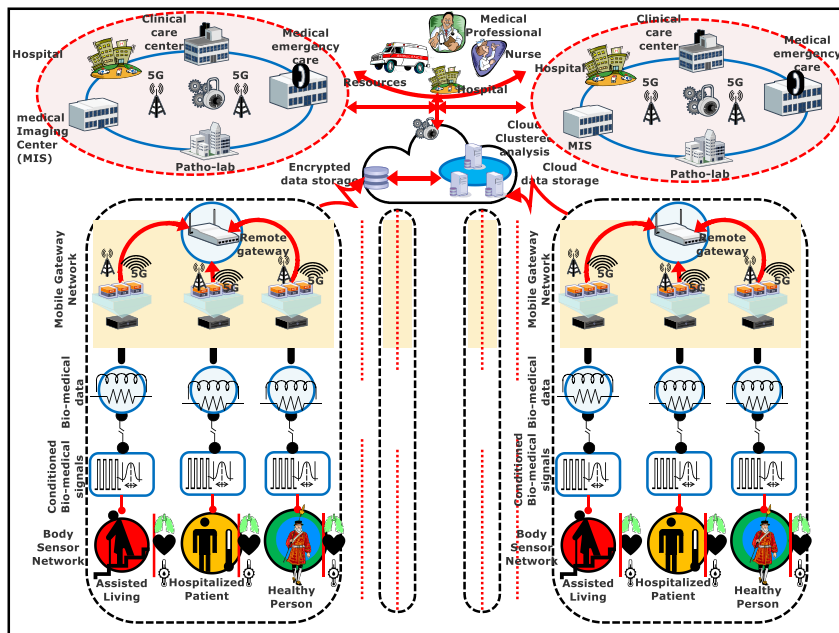 Clinical
care
center
Hospital
Medical
emergency
care
5G
5G
medical
Imaging
Center
(MIS)
Patho-lab
Resources
Medical
Professional
Nurse
Hospital
Clinical
care
center
Hospital
Medical
emergency
care
5G
5G
MIS
Patho-lab
Cloud
Clustered
analysis
Encrypted
data storage
Cloud
data storage
Mobile Gateway
Network
Remote
gateway
5G
5G
5G
Bio-medical data
Conditioned
Bio-medical
signals
Body
Sensor
Network
Assisted
Living
Hospitalized
Patient
Healthy
Person
Mobile Gateway
Network
Remote
gateway
5G
5G
5G
Bio-medical data
Conditioned
Bio-medical
signals
Body
Sensor
Network
Assisted
Living
Hospitalized
Patient
Healthy
Person